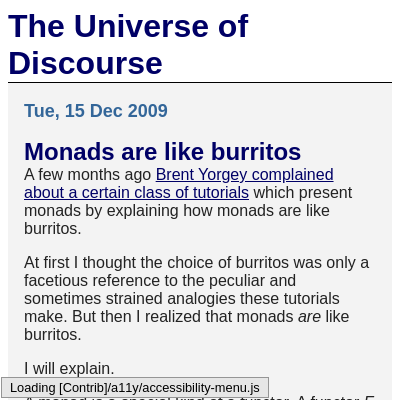 The Universe of
Discourse
Tue, 15 Dec 2009
Monads are like burritos
A few months ago Brent Yorgey complained
about a certain class of tutorials which present
monads by explaining how monads are like
burritos.
At first I thought the choice of burritos was only a
facetious reference to the peculiar and
sometimes strained analogies these tutorials
make. But then I realized that monads are like
burritos.
I will explain.
Loading [Contrib]/a11y/accessibility-menu.js